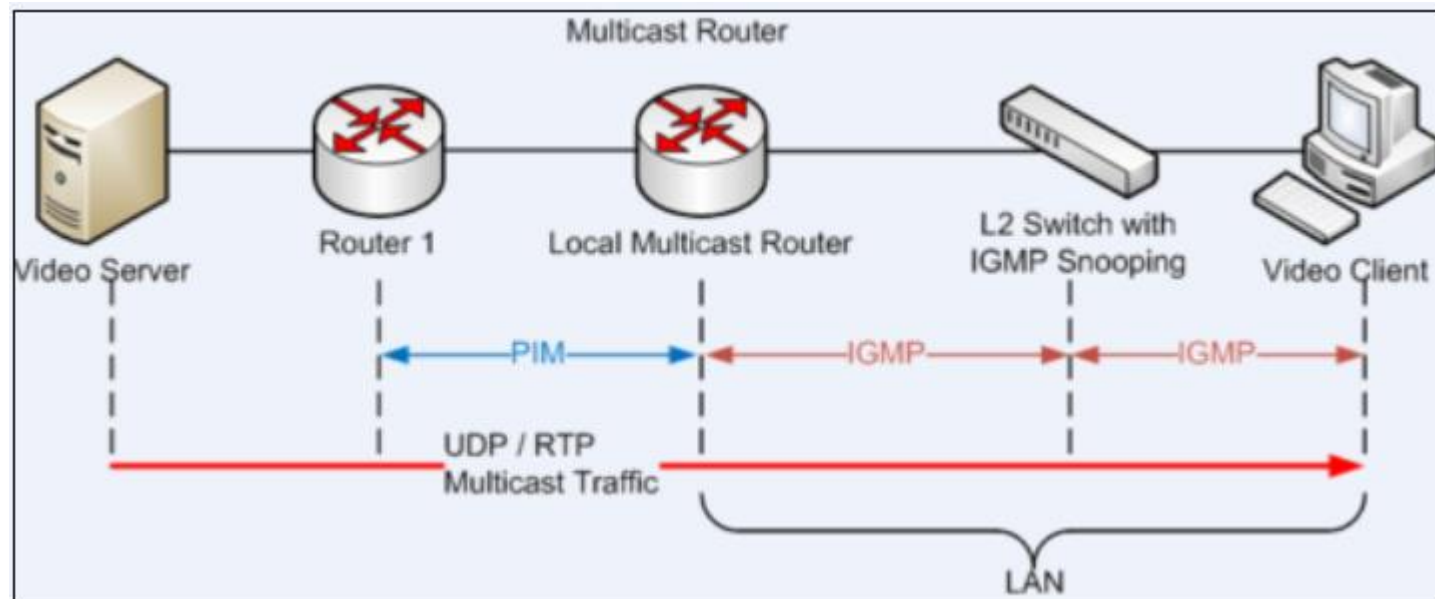 Multicast Router
Video Server
Router 1
Local Multicast Router
L2 Switch with
IGMP Snooping
Video Client
PIM
IGMP
IGMP
UDP / RTP
Multicast Traffic
LAN